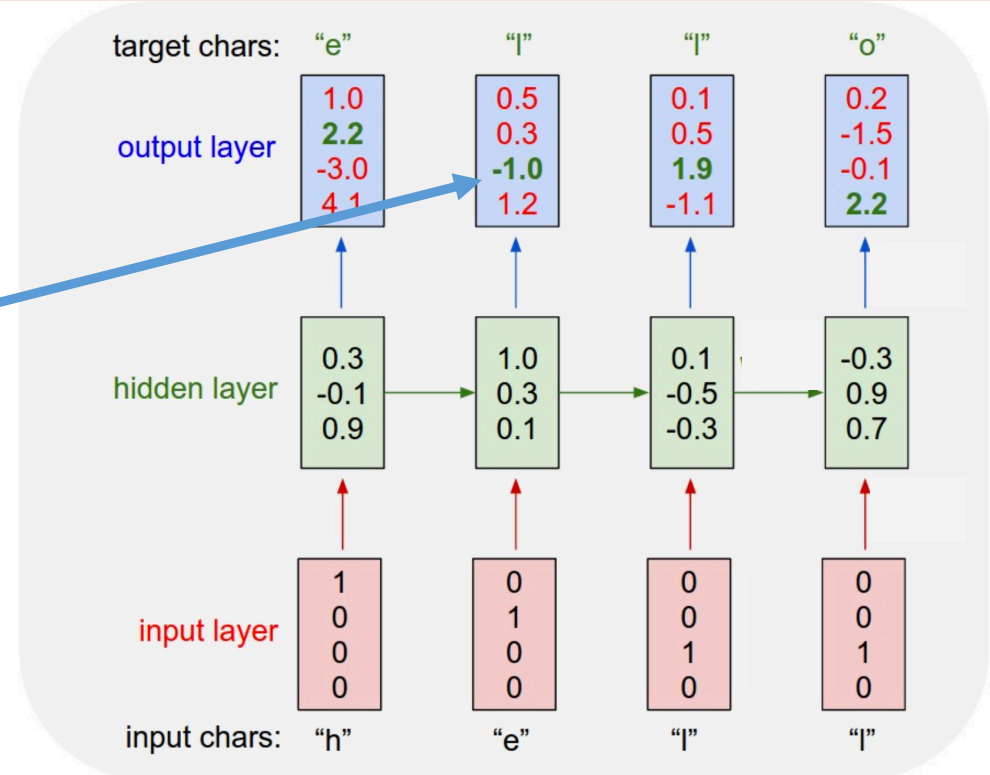 target chars: “e” “l” “l” “o”
output layer
1.0 0.5 0.1 0.2
2.2 0.3 0.5 -1.5
-3.0 -1.0 1.9 -0.1
4.1 1.2 -1.1 2.2
hidden layer
0.3 1.0 0.1 -0.3
-0.1 0.3 -0.5 0.9
0.9 0.1 -0.3 0.7
input layer
1 0 0 0
0 1 0 0
0 0 1 1
0 0 0 0
input chars: “h” “e” “l” “l”